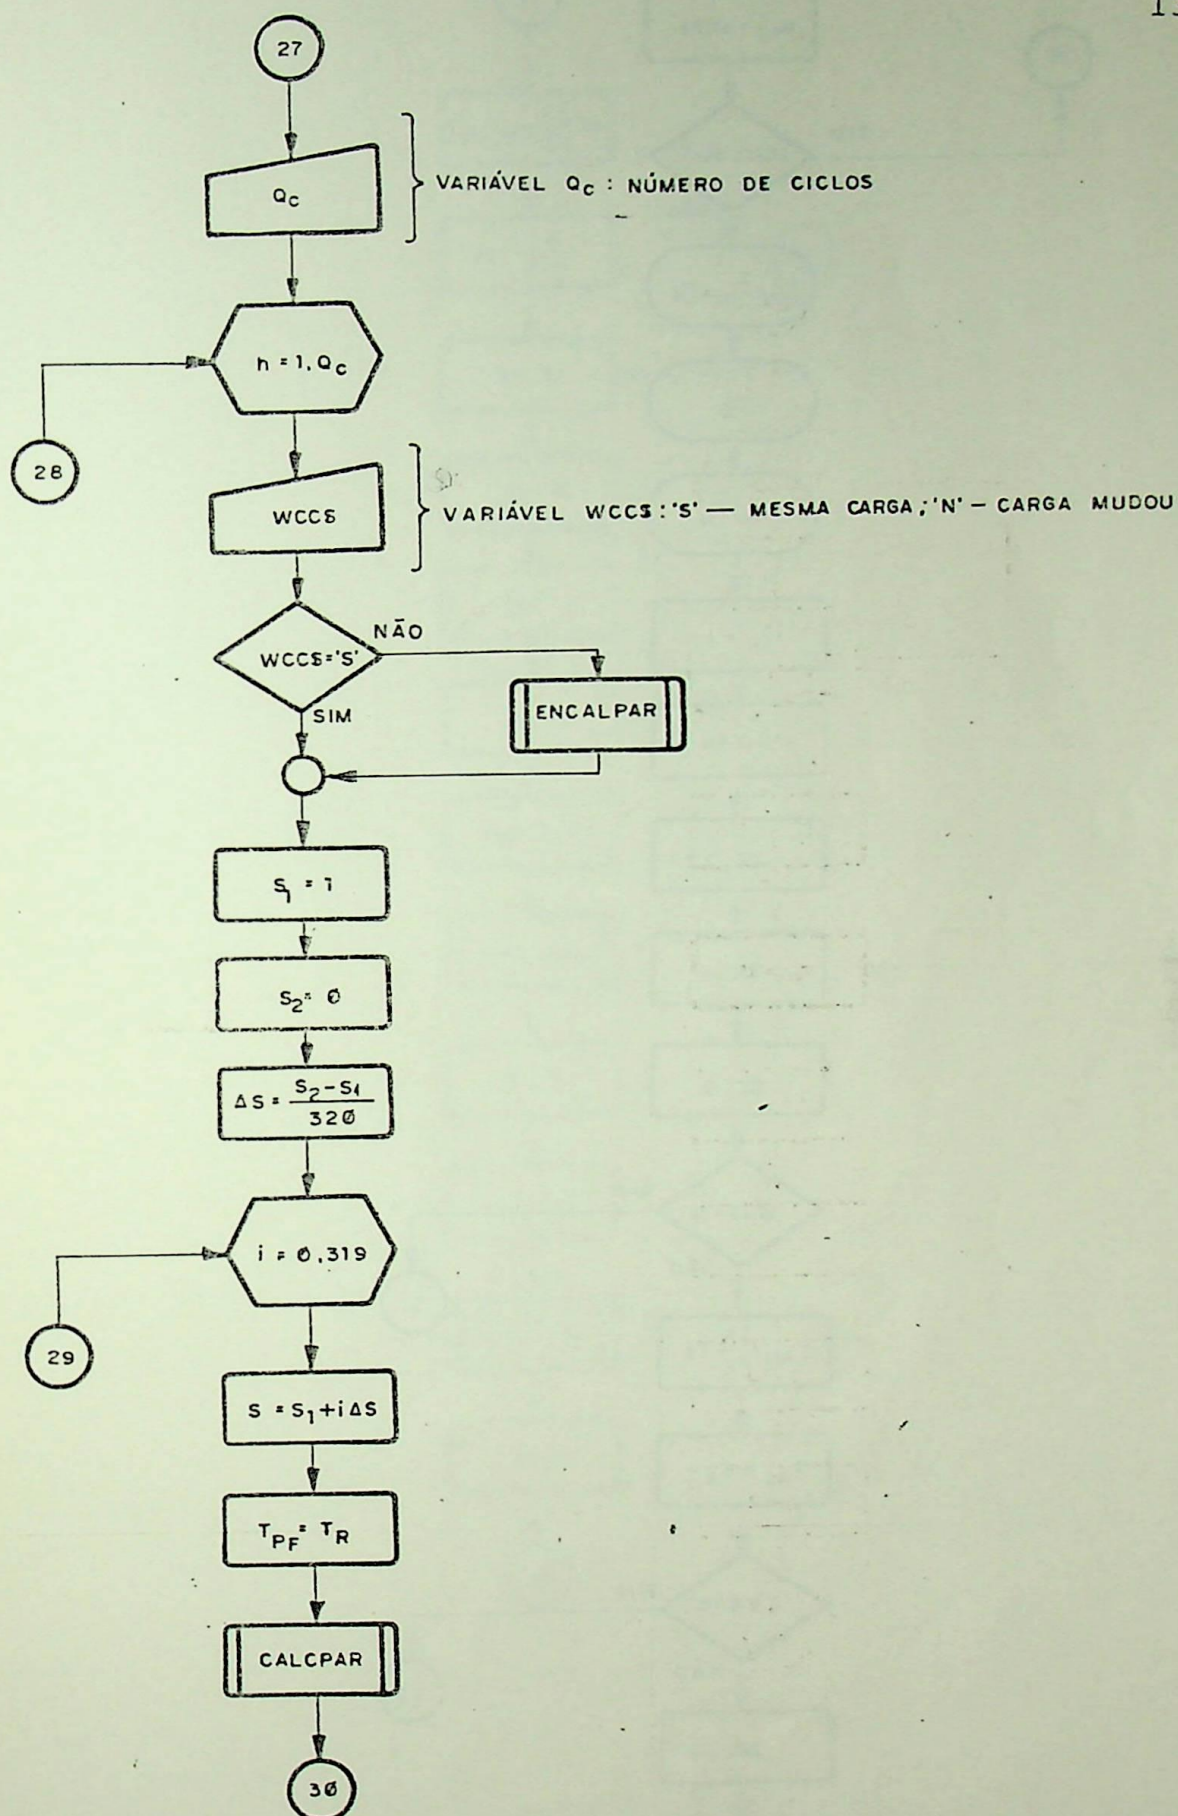 27
Qc
VARIÁVEL Qc : NÚMERO DE CICLOS
h = 1, Qc
28
WCCS
VARIÁVEL WCCS : 'S' — MESMA CARGA ; 'N' – CARGA MUDOU
WCCS='S'
NÃO
ENCALPAR
SIM
S1 = 1
S2 = Ø
ΔS = S2 – S1
32Ø
i = Ø, 319
29
S = S1 + i ΔS
TPF = TR
CALCPAR
3Ø